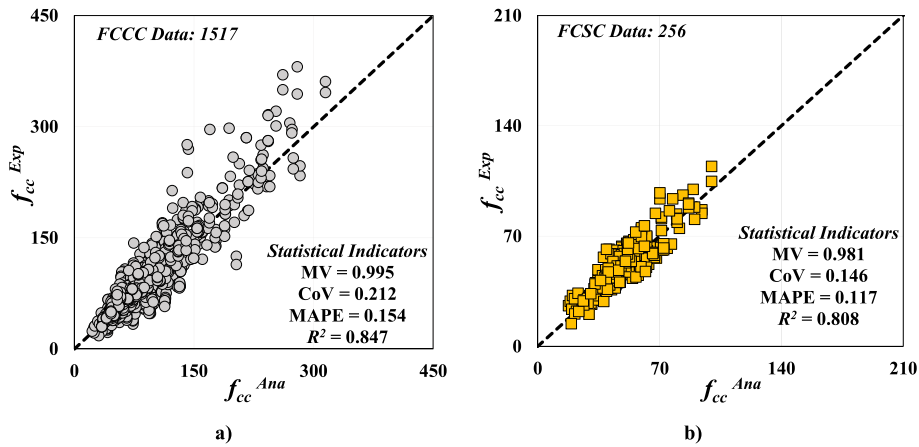 FCCC Data: 1517
450
300
150
0
f_cc^Exp
Statistical Indicators
MV = 0.995
CoV = 0.212
MAPE = 0.154
R² = 0.847
0 150 300 450
f_cc^Ana
a)
FCSC Data: 256
210
140
70
0
f_cc^Exp
Statistical Indicators
MV = 0.981
CoV = 0.146
MAPE = 0.117
R² = 0.808
0 70 140 210
f_cc^Ana
b)